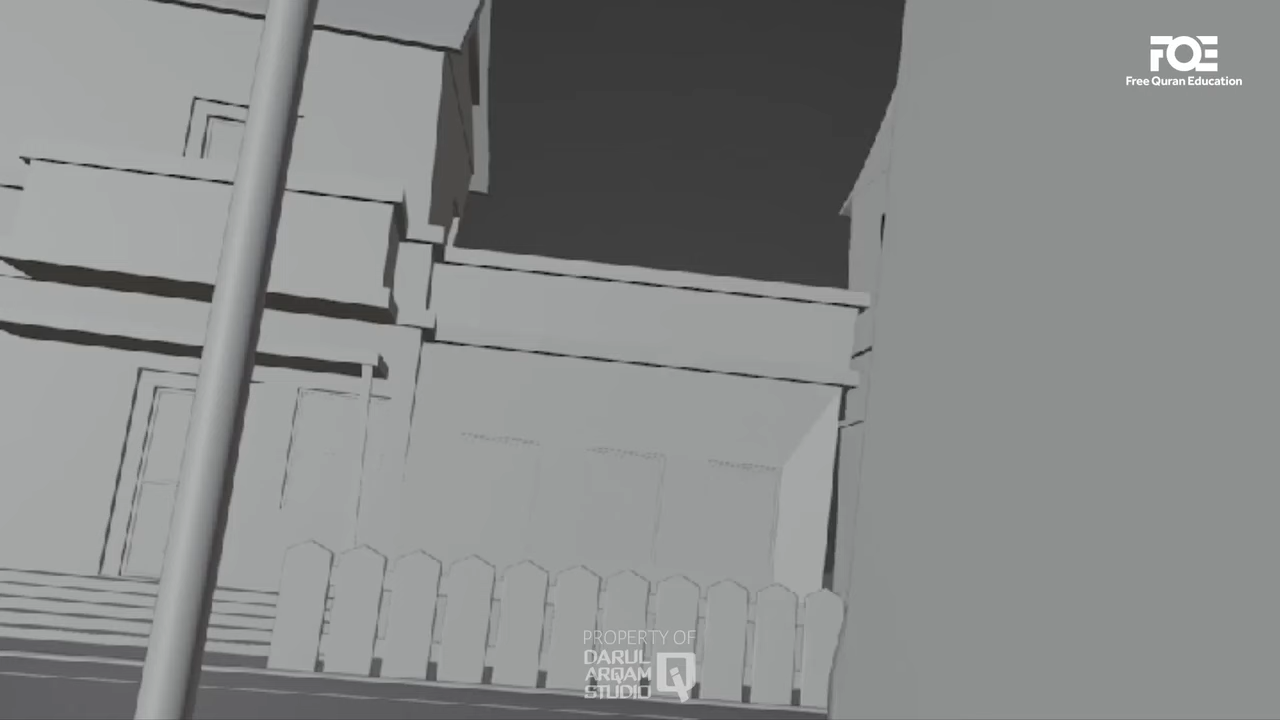 FQE
Free Quran Education
PROPERTY OF
DARUL
ARQAM
STUDIO